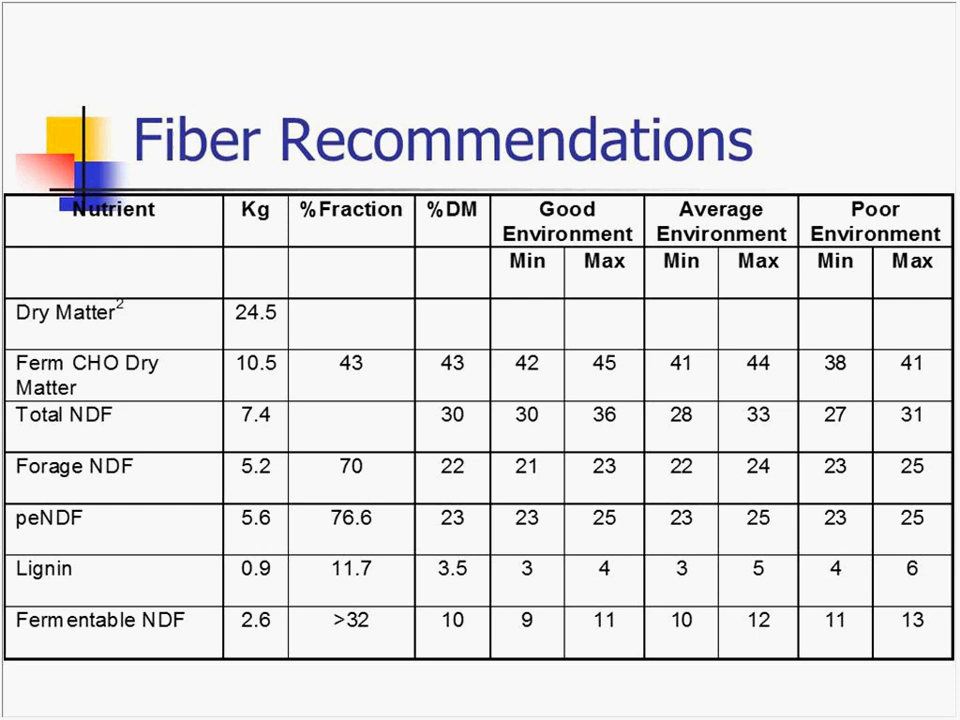 Fiber Recommendations
Nutrient Kg %Fraction %DM Good Environment Average Environment Poor Environment
Min Max Min Max Min Max
Dry Matter2 24.5
Ferm CHO Dry Matter 10.5 43 43 42 45 41 44 38 41
Total NDF 7.4 30 30 36 28 33 27 31
Forage NDF 5.2 70 22 21 23 22 24 23 25
peNDF 5.6 76.6 23 23 25 23 25 23 25
Lignin 0.9 11.7 3.5 3 4 3 5 4 6
Fermentable NDF 2.6 >32 10 9 11 10 12 11 13